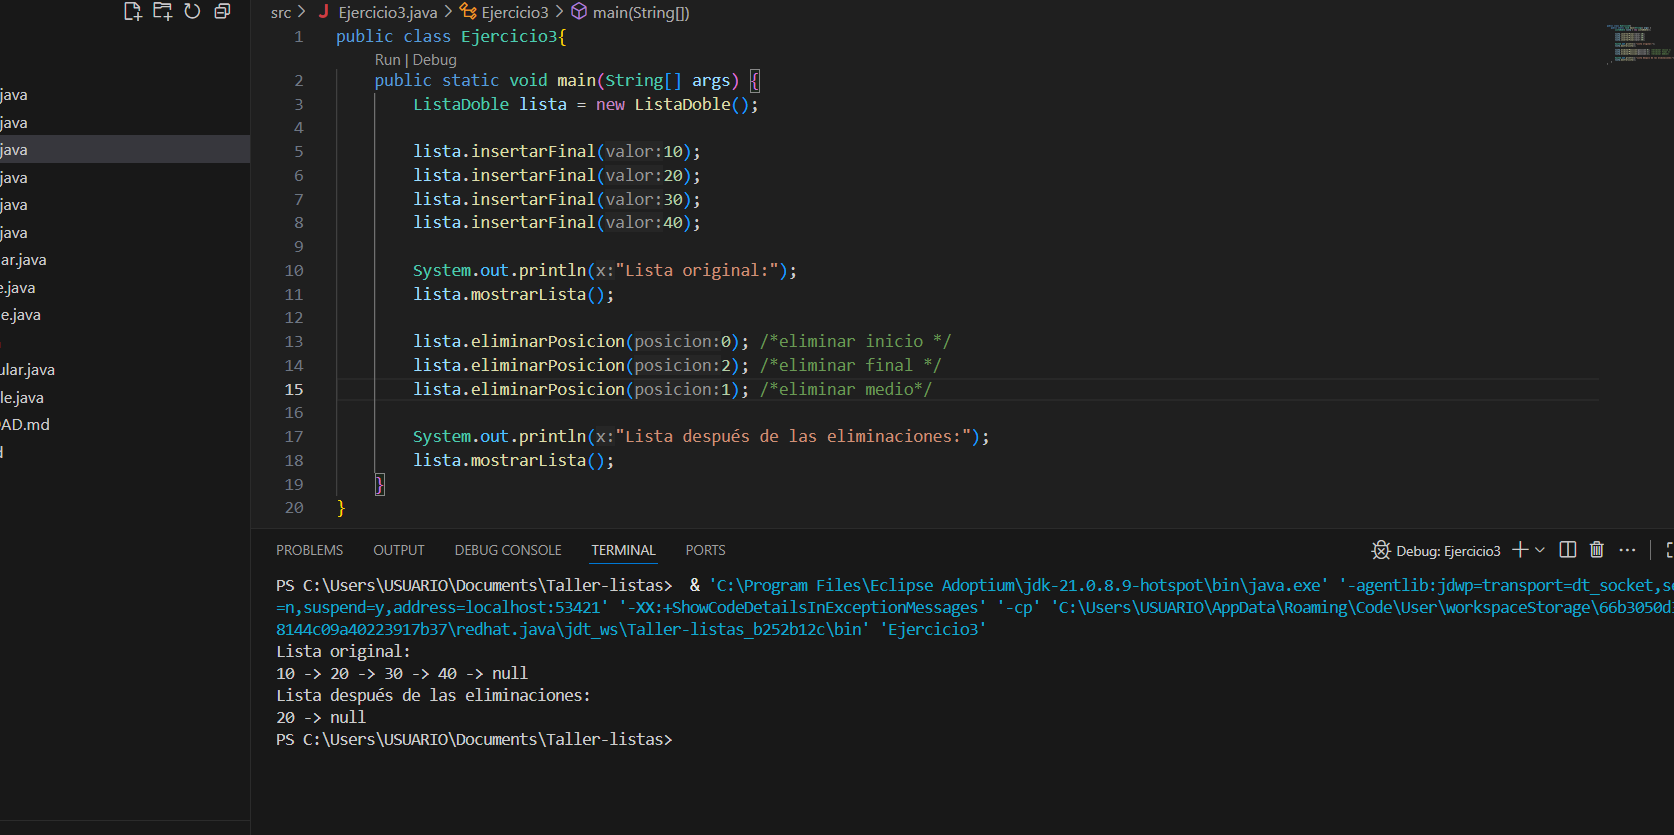 src > J Ejercicio3.java > Ejercicio3 > main(String[])
java
java
java
java
java
java
ar.java
e.java
e.java
ular.java
le.java
AD.md
1 public class Ejercicio3{
Run | Debug
2 public static void main(String[] args) {
3 ListaDoble lista = new ListaDoble();
4
5 lista.insertarFinal(valor:10);
6 lista.insertarFinal(valor:20);
7 lista.insertarFinal(valor:30);
8 lista.insertarFinal(valor:40);
9
10 System.out.println(x:"Lista original:");
11 lista.mostrarLista();
12
13 lista.eliminarPosicion(posicion:0); /*eliminar inicio */
14 lista.eliminarPosicion(posicion:2); /*eliminar final */
15 lista.eliminarPosicion(posicion:1); /*eliminar medio*/
16
17 System.out.println(x:"Lista después de las eliminaciones:");
18 lista.mostrarLista();
19 }
20 }
PROBLEMS OUTPUT DEBUG CONSOLE TERMINAL PORTS
Debug: Ejercicio3
PS C:\Users\USUARIO\Documents\Taller-listas> & 'C:\Program Files\Eclipse Adoptium\jdk-21.0.8.9-hotspot\bin\java.exe' '-agentlib:jdwp=transport=dt_socket,se
=n,suspend=y,address=localhost:53421' '-XX:+ShowCodeDetailsInExceptionMessages' '-cp' 'C:\Users\USUARIO\AppData\Roaming\Code\User\workspaceStorage\66b3050d
8144c09a40223917b37\redhat.java\jdt_ws\Taller-listas_b252b12c\bin' 'Ejercicio3'
Lista original:
10 -> 20 -> 30 -> 40 -> null
Lista después de las eliminaciones:
20 -> null
PS C:\Users\USUARIO\Documents\Taller-listas>